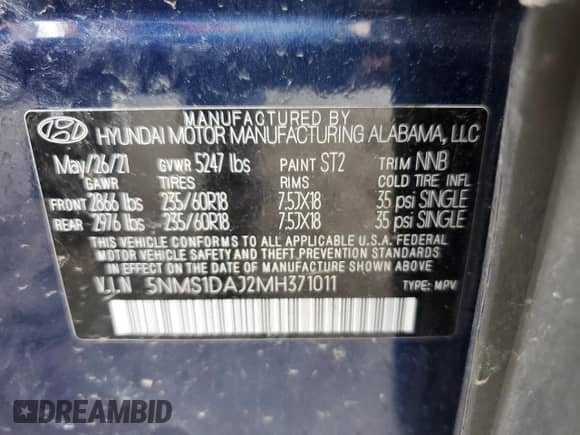 MANUFACTURED BY
HYUNDAI MOTOR MANUFACTURING ALABAMA, LLC
May/26/21 GVWR 5247 lbs PAINT ST2 TRIM NNB
GAWR TIRES RIMS COLD TIRE INFL
FRONT 2866 lbs 235/60R18 7.5JX18 35 psi SINGLE
REAR 2976 lbs 235/60R18 7.5JX18 35 psi SINGLE
THIS VEHICLE CONFORMS TO ALL APPLICABLE U.S.A. FEDERAL
MOTOR VEHICLE SAFETY AND THEFT PREVENTION STANDARDS
IN EFFECT ON THE DATE OF MANUFACTURE SHOWN ABOVE.
V.I.N 5NMS1DAJ2MH371011 TYPE: MPV
DREAMBID